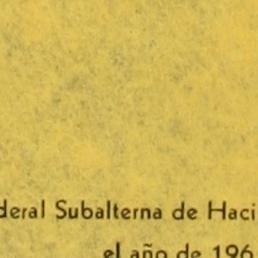 deral Subalterna de Haci
el año de 196